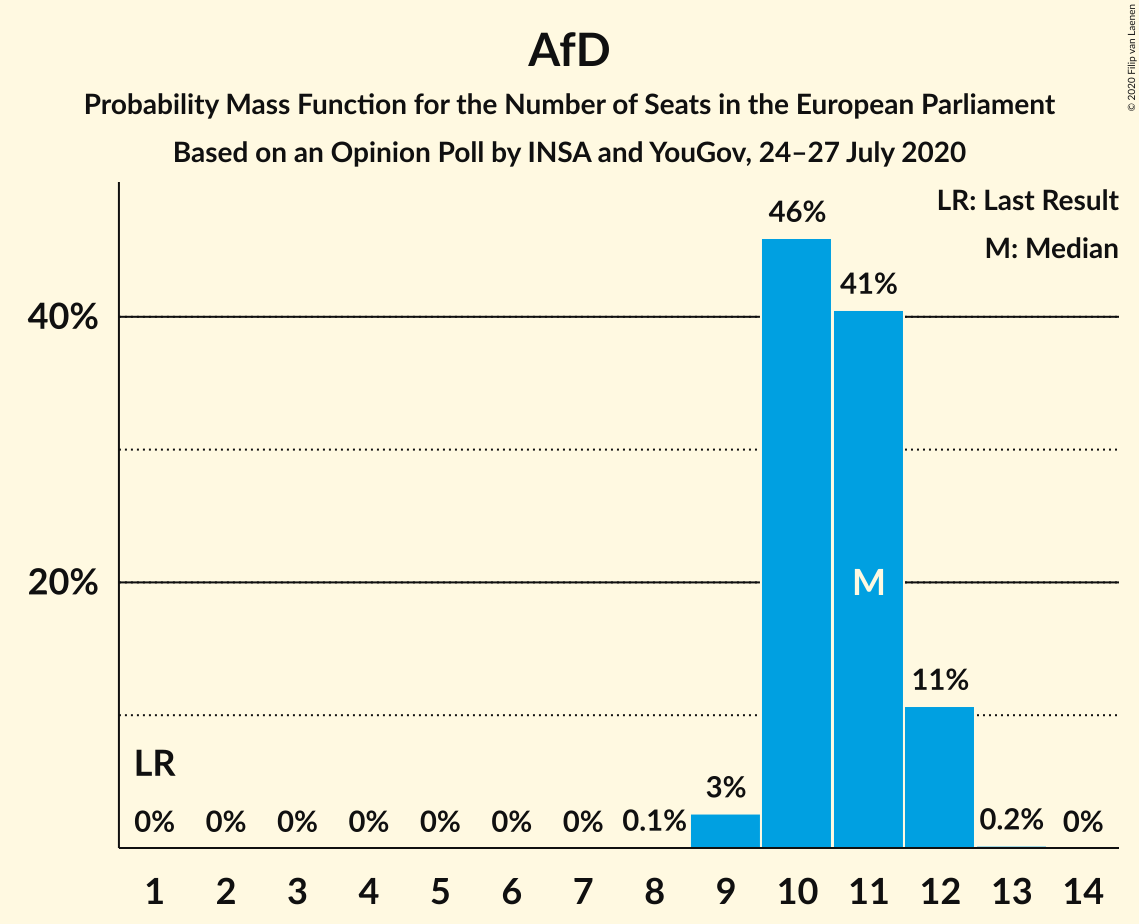 AfD
Probability Mass Function for the Number of Seats in the European Parliament
Based on an Opinion Poll by INSA and YouGov, 24–27 July 2020
© 2020 Filip van Laenen
LR: Last Result
M: Median
46%
41%
40%
20%
M
11%
LR
3%
0% 0% 0% 0% 0% 0% 0% 0.1% 0.2% 0%
1 2 3 4 5 6 7 8 9 10 11 12 13 14